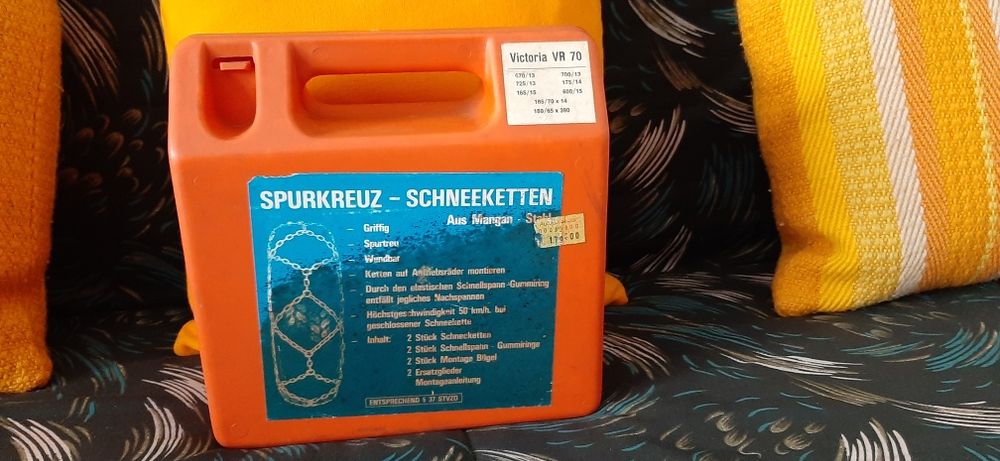 Victoria VR 70
670/13 700/13
725/13 175/14
165/15 600/15
185/70 x 14
180/65 x 390
SPURKREUZ - SCHNEEKETTEN
Aus Mangan - Stahl
- Griffig
- Spurtreu
- Wendbar
- Ketten auf Antriebsräder montieren
- Durch den elastischen Schnellspann-Gummiring
entfällt jegliches Nachspannen
- Höchstgeschwindigkeit 50 km/h. bei
geschlossener Schneekette
- Inhalt: 2 Stück Schneeketten
2 Stück Schnellspann - Gummiringe
2 Stück Montage Bügel
2 Ersatzglieder
Montageanleitung
ENTSPRECHEND § 37 STVZO
179.00